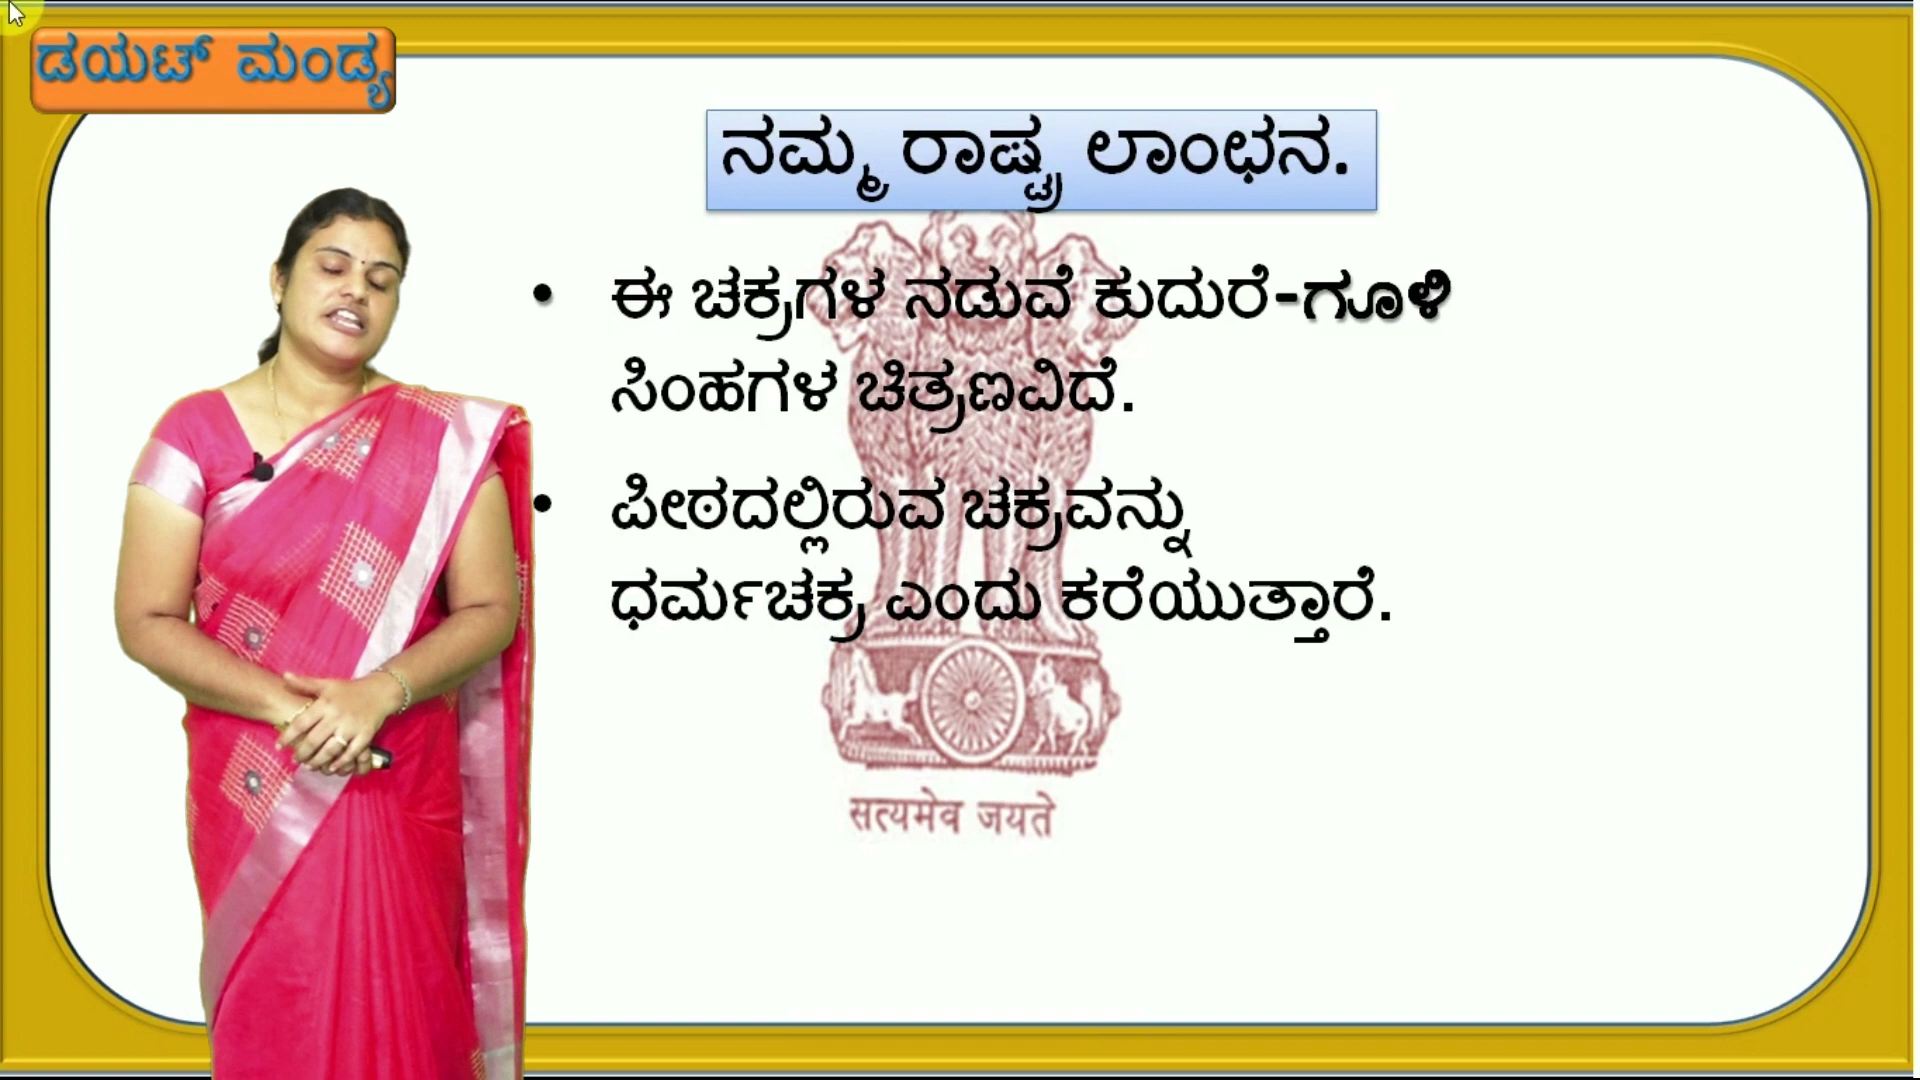 ಡಯಟ್ ಮಂಡ್ಯ
ನಮ್ಮ ರಾಷ್ಟ್ರ ಲಾಂಛನ.
• ಈ ಚಕ್ರಗಳ ನಡುವೆ ಕುದುರೆ-ಗೂಳಿ
ಸಿಂಹಗಳ ಚಿತ್ರಣವಿದೆ.
• ಪೀಠದಲ್ಲಿರುವ ಚಕ್ರವನ್ನು
ಧರ್ಮಚಕ್ರ ಎಂದು ಕರೆಯುತ್ತಾರೆ.
सत्यमेव जयते